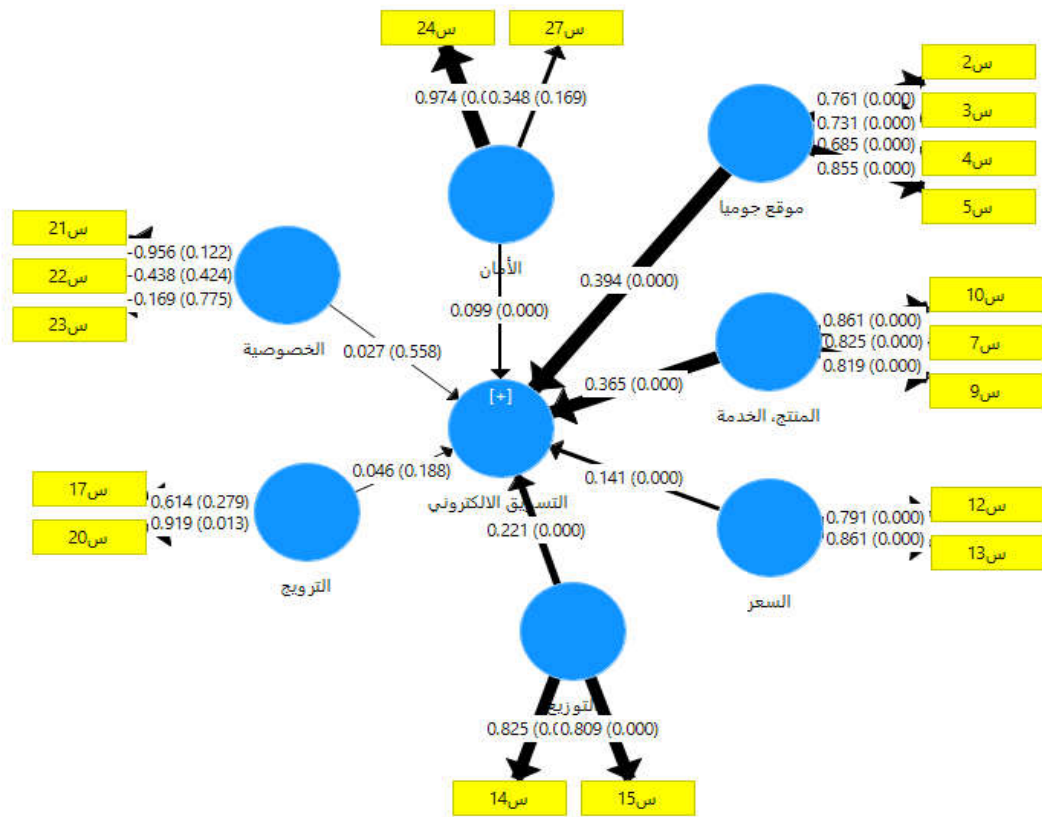 س24
س27
0.974 (0.0
0.348 (0.169)
الأمان
0.099 (0.000)
س2
س3
س4
س5
0.761 (0.000)
0.731 (0.000)
0.685 (0.000)
0.855 (0.000)
موقع جوميا
0.394 (0.000)
س21
س22
س23
-0.956 (0.122)
-0.438 (0.424)
-0.169 (0.775)
الخصوصية
0.027 (0.558)
س10
س7
س9
0.861 (0.000)
0.825 (0.000)
0.819 (0.000)
المنتج، الخدمة
0.365 (0.000)
[+]
التسويق الالكتروني
س17
س20
0.614 (0.279)
0.919 (0.013)
الترويج
0.046 (0.188)
س12
س13
0.791 (0.000)
0.861 (0.000)
السعر
0.141 (0.000)
0.221 (0.000)
التوزيع
0.825 (0.0
0.809 (0.000)
س14
س15